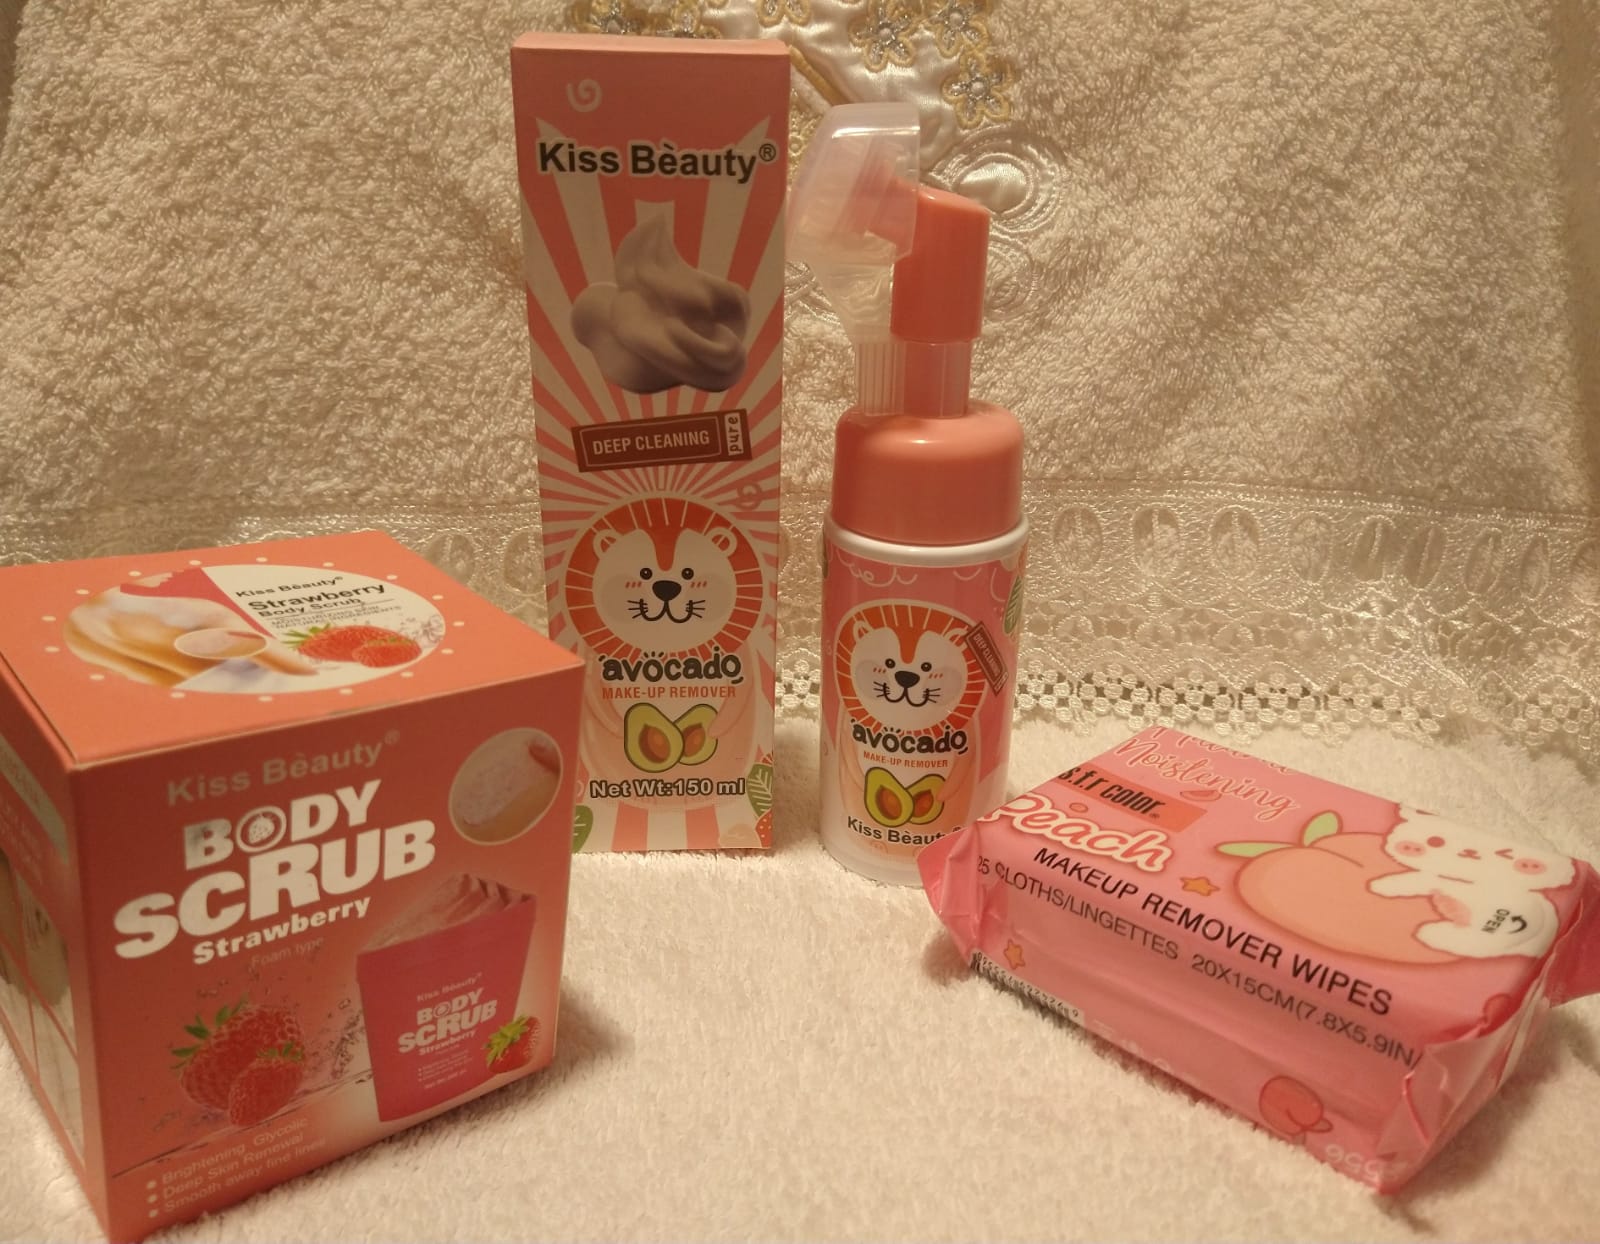 Kiss Bèauty®
DEEP CLEANING
pure
avocado
MAKE-UP REMOVER
Net Wt:150 ml
DEEP CLEANING
avocado
MAKE-UP REMOVER
Kiss Bèauty
Kiss Bèauty®
Strawberry
Body Scrub
Kiss Bèauty®
BODY
SCRUB
Strawberry
Foam type
Kiss Bèauty
BODY
SCRUB
Strawberry
Brightening Glycolic
Deep Skin Renewal
Smooth away fine lines
Moistening
s.f.r color®
Peach
MAKEUP REMOVER WIPES
25 CLOTHS/LINGETTES 20X15CM(7.8X5.9IN/
OPEN